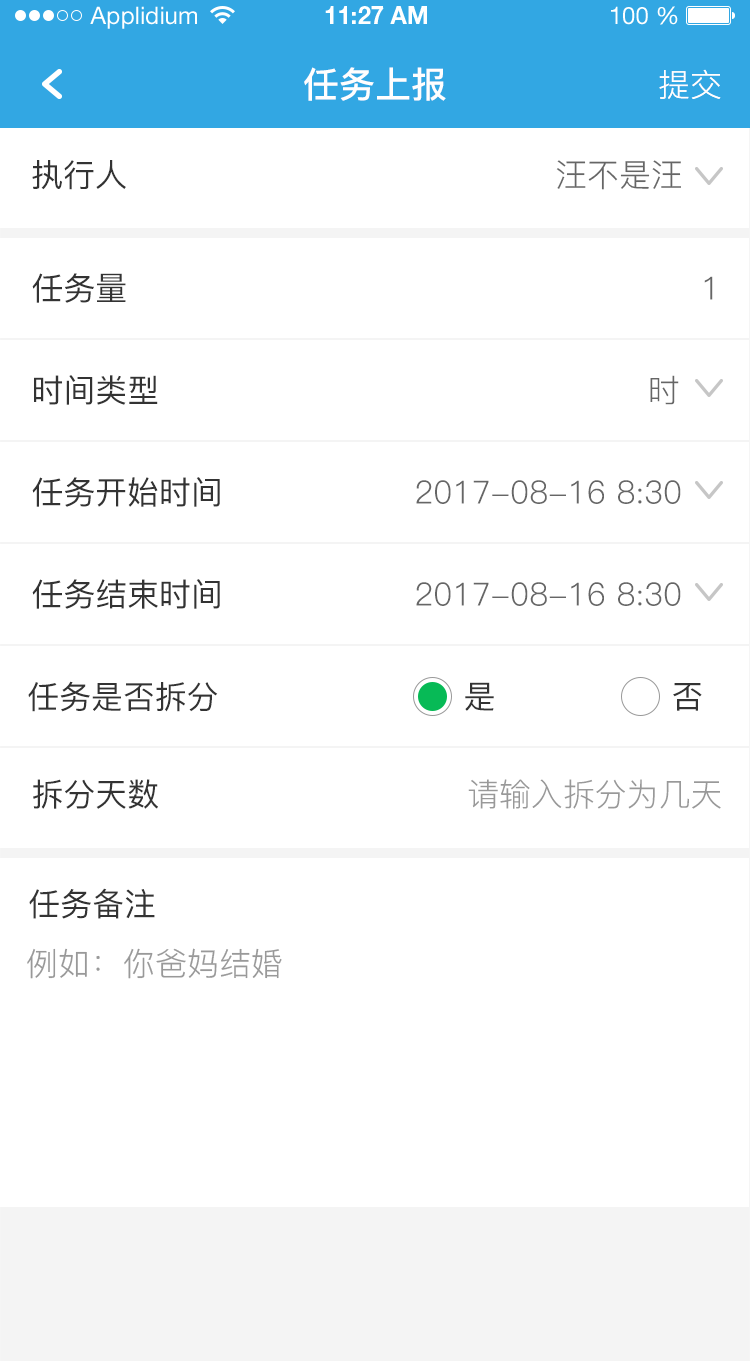 Applidium 11:27 AM 100 %
任务上报 提交
执行人 汪不是汪
任务量 1
时间类型 时
任务开始时间 2017-08-16 8:30
任务结束时间 2017-08-16 8:30
任务是否拆分 是 否
拆分天数 请输入拆分为几天
任务备注
例如：你爸妈结婚